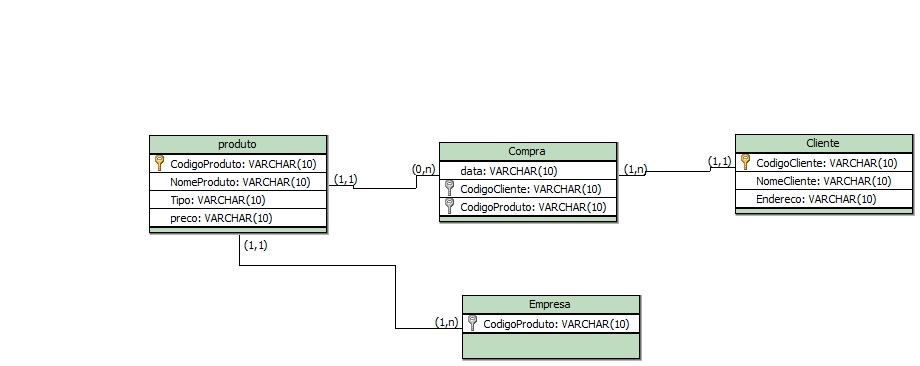 produto
CodigoProduto: VARCHAR(10)
NomeProduto: VARCHAR(10)
Tipo: VARCHAR(10)
preco: VARCHAR(10)
(1,1)
(0,n)
Compra
data: VARCHAR(10)
CodigoCliente: VARCHAR(10)
CodigoProduto: VARCHAR(10)
(1,n)
(1,1)
Cliente
CodigoCliente: VARCHAR(10)
NomeCliente: VARCHAR(10)
Endereco: VARCHAR(10)
(1,1)
(1,n)
Empresa
CodigoProduto: VARCHAR(10)